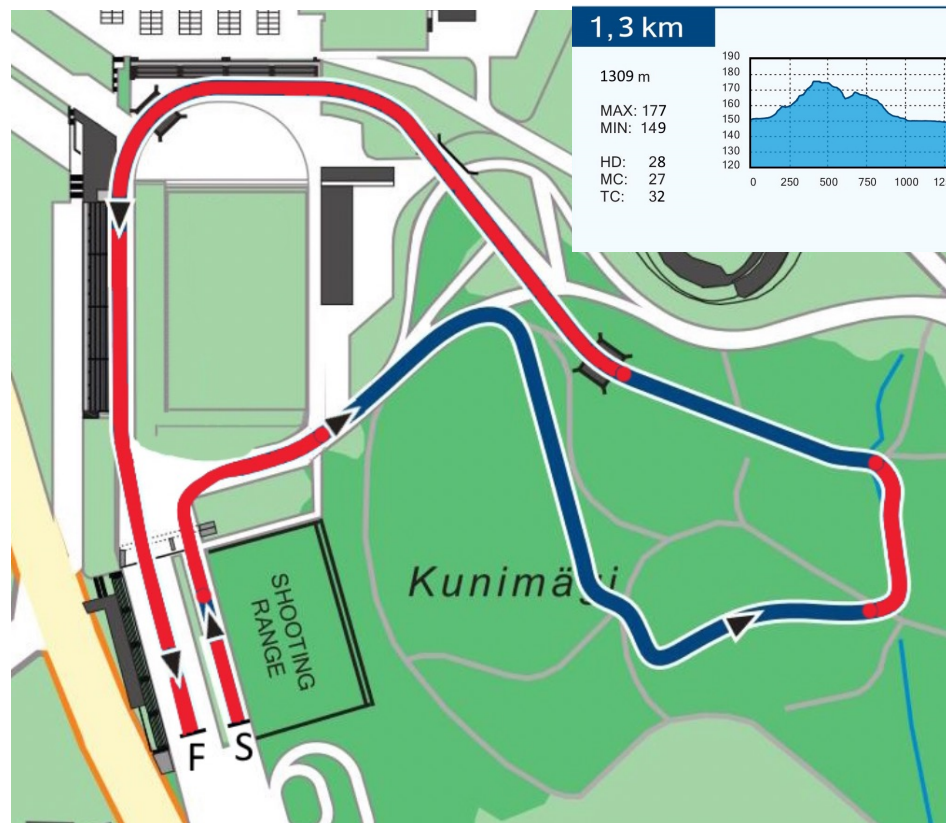 1,3 km
1309 m
MAX: 177
MIN: 149
HD: 28
MC: 27
TC: 32
190
180
170
160
150
140
130
120
0 250 500 750 1000
Kunimägi
SHOOTING
RANGE
F S